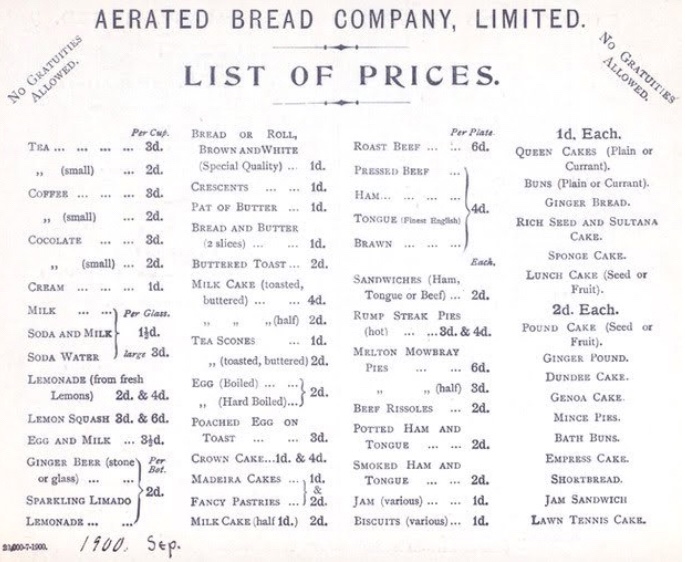 AERATED BREAD COMPANY, LIMITED.
NO GRATUITIES
ALLOWED.
NO GRATUITIES
ALLOWED.
LIST OF PRICES.
Per Cup.
TEA ... ... ... ... 3d.
„ (small) ... 2d.
COFFEE ... ... ... 3d.
„ (small) ... 2d.
COCOLATE ... ... 3d.
„ (small) ... 2d.
CREAM ... ... ... 1d.
MILK ... ... Per Glass.
SODA AND MILK 1½d.
SODA WATER large 3d.
LEMONADE (from fresh
Lemons) 2d. & 4d.
LEMON SQUASH 3d. & 6d.
EGG AND MILK ... 3½d.
GINGER BEER (stone Per
or glass) ... ... Bot.
SPARKLING LIMADO 2d.
LEMONADE ... ...
BREAD OR ROLL,
BROWN AND WHITE
(Special Quality) ... 1d.
CRESCENTS ... ... 1d.
PAT OF BUTTER ... 1d.
BREAD AND BUTTER
(2 slices) ... ... 1d.
BUTTERED TOAST ... 2d.
MILK CAKE (toasted,
buttered) ... ... 4d.
„ „ „ (half) 2d.
TEA SCONES ... 1d.
„ (toasted, buttered) 2d.
EGG (Boiled) ... ... 2d.
„ (Hard Boiled) ...
POACHED EGG ON
TOAST ... ... 3d.
CROWN CAKE ...1d. & 4d.
MADEIRA CAKES ... 1d.
&
FANCY PASTRIES ... 2d.
MILK CAKE (half 1d.) 2d.
Per Plate.
ROAST BEEF ... ... 6d.
PRESSED BEEF ...
HAM ... ... ...
4d.
TONGUE (Finest English)
BRAWN ... ... ...
Each.
SANDWICHES (Ham,
Tongue or Beef) ... 2d.
RUMP STEAK PIES
(hot) ... ... 3d. & 4d.
MELTON MOWBRAY
PIES ... ... 6d.
„ „ (half) 3d.
BEEF RISSOLES ... 2d.
POTTED HAM AND
TONGUE ... ... 2d.
SMOKED HAM AND
TONGUE ... ... 2d.
JAM (various) ... ... 1d.
BISCUITS (various) ... 1d.
1d. Each.
QUEEN CAKES (Plain or
Currant).
BUNS (Plain or Currant).
GINGER BREAD.
RICH SEED AND SULTANA
CAKE.
SPONGE CAKE.
LUNCH CAKE (Seed or
Fruit).
2d. Each.
POUND CAKE (Seed or
Fruit).
GINGER POUND.
DUNDEE CAKE.
GENOA CAKE.
MINCE PIES.
BATH BUNS.
EMPRESS CAKE.
SHORTBREAD.
JAM SANDWICH
LAWN TENNIS CAKE.
1900. Sep.